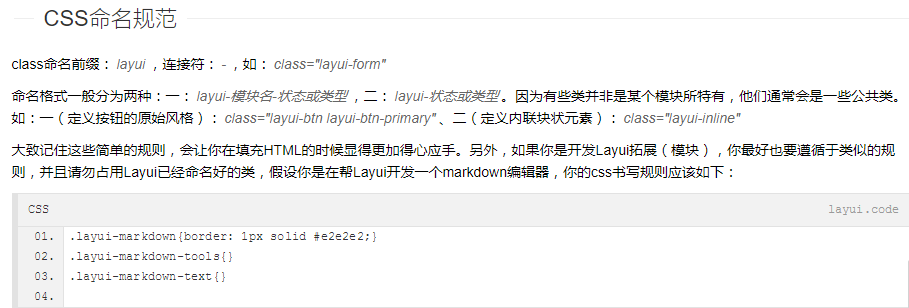 CSS命名规范
class命名前缀：layui，连接符：-，如：class="layui-form"
命名格式一般分为两种：一：layui-模块名-状态或类型，二：layui-状态或类型。因为有些类并非是某个模块所特有，他们通常会是一些公共类。
如：一（定义按钮的原始风格）：class="layui-btn layui-btn-primary"、二（定义内联块状元素）：class="layui-inline"
大致记住这些简单的规则，会让你在填充HTML的时候显得更加得心应手。另外，如果你是开发Layui拓展（模块），你最好也要遵循于类似的规
则，并且请勿占用Layui已经命名好的类，假设你是在帮Layui开发一个markdown编辑器，你的css书写规则应该如下：
CSS layui.code
01. .layui-markdown{border: 1px solid #e2e2e2;}
02. .layui-markdown-tools{}
03. .layui-markdown-text{}
04.